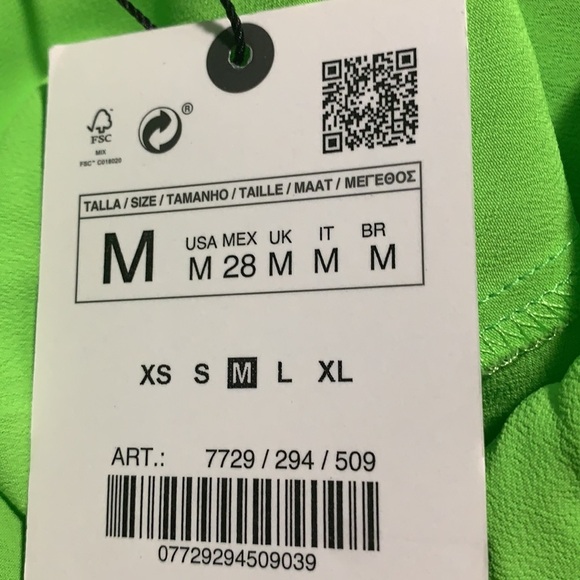 FSC
®
MIX
FSC™ C018020
TALLA / SIZE / TAMANHO / TAILLE / MAAT / ΜΕΓΕΘΟΣ
M
USA MEX UK IT BR
M 28 M M M
XS S M L XL
ART.: 7729 / 294 / 509
07729294509039